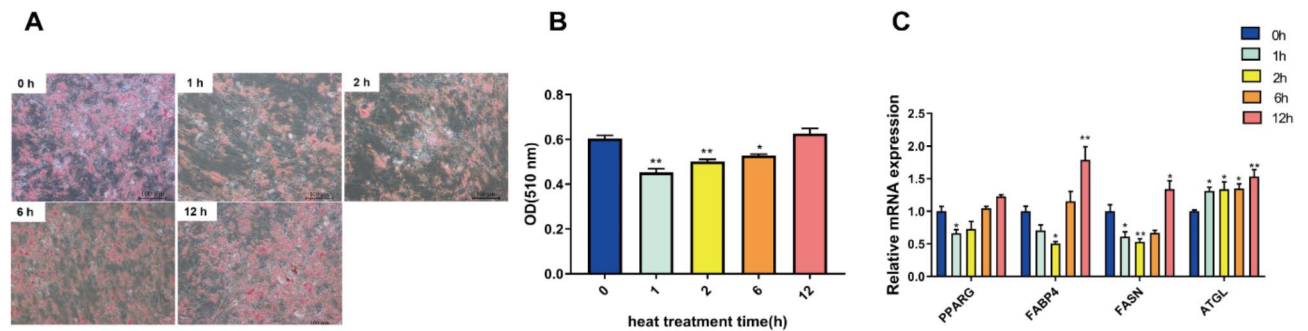 A
0 h
1 h
2 h
6 h
12 h
100 μm
B
OD(510 nm)
0.8
0.6
0.4
0.2
0.0
** ** *
0 1 2 6 12
heat treatment time(h)
C
0h
1h
2h
6h
12h
Relative mRNA expression
2.5
2.0
1.5
1.0
0.5
0.0
* * ** * ** * * * * **
PPARG FABP4 FASN ATGL